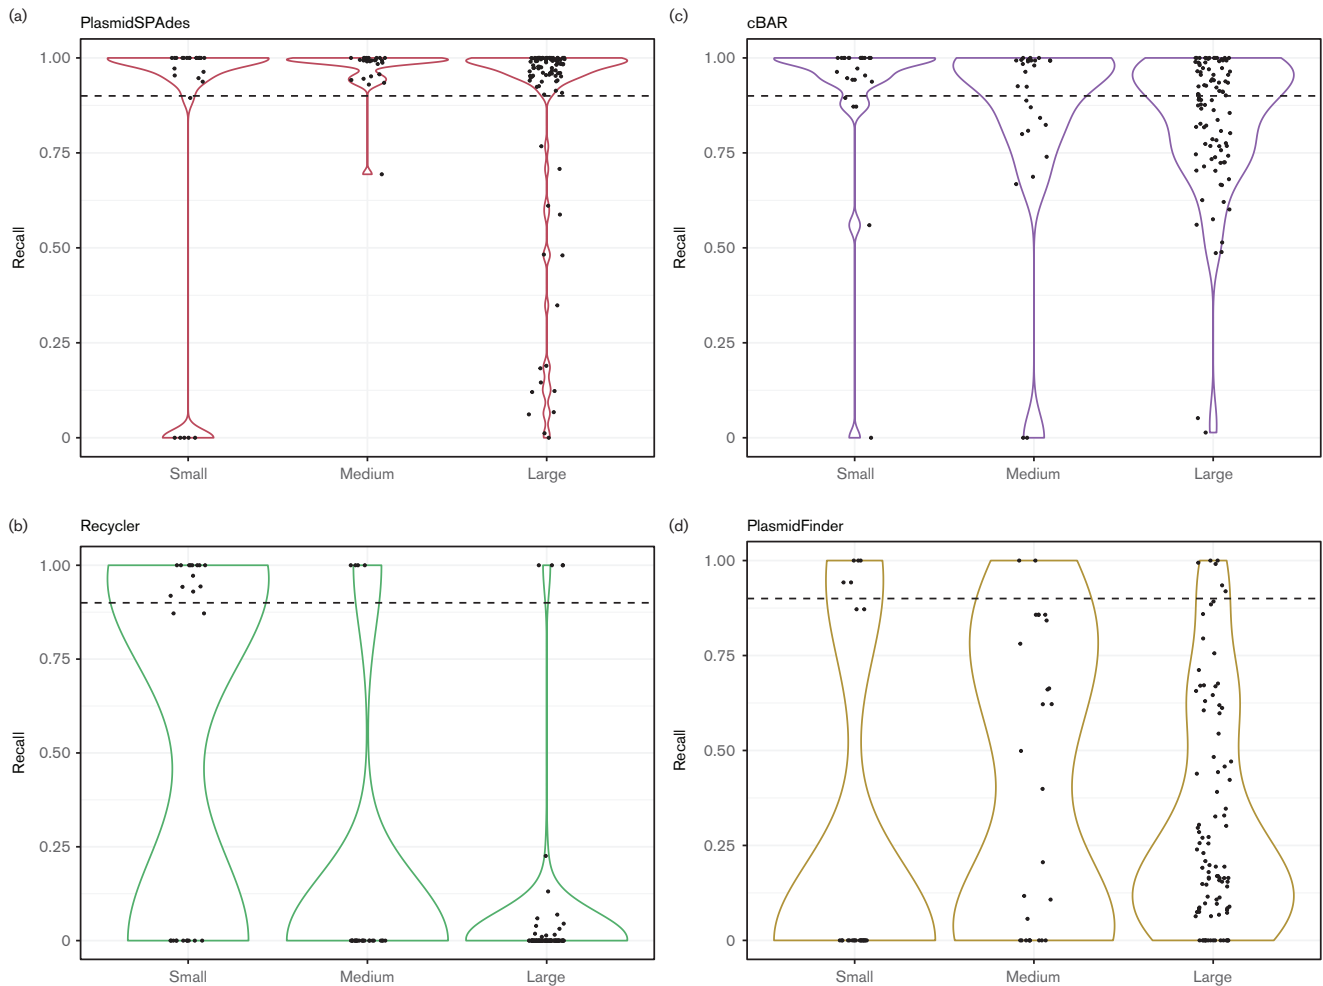 (a)
PlasmidSPAdes
1.00
0.75
0.50
0.25
0
Recall
Small Medium Large
(c)
cBAR
1.00
0.75
0.50
0.25
0
Recall
Small Medium Large
(b)
Recycler
1.00
0.75
0.50
0.25
0
Recall
Small Medium Large
(d)
PlasmidFinder
1.00
0.75
0.50
0.25
0
Recall
Small Medium Large